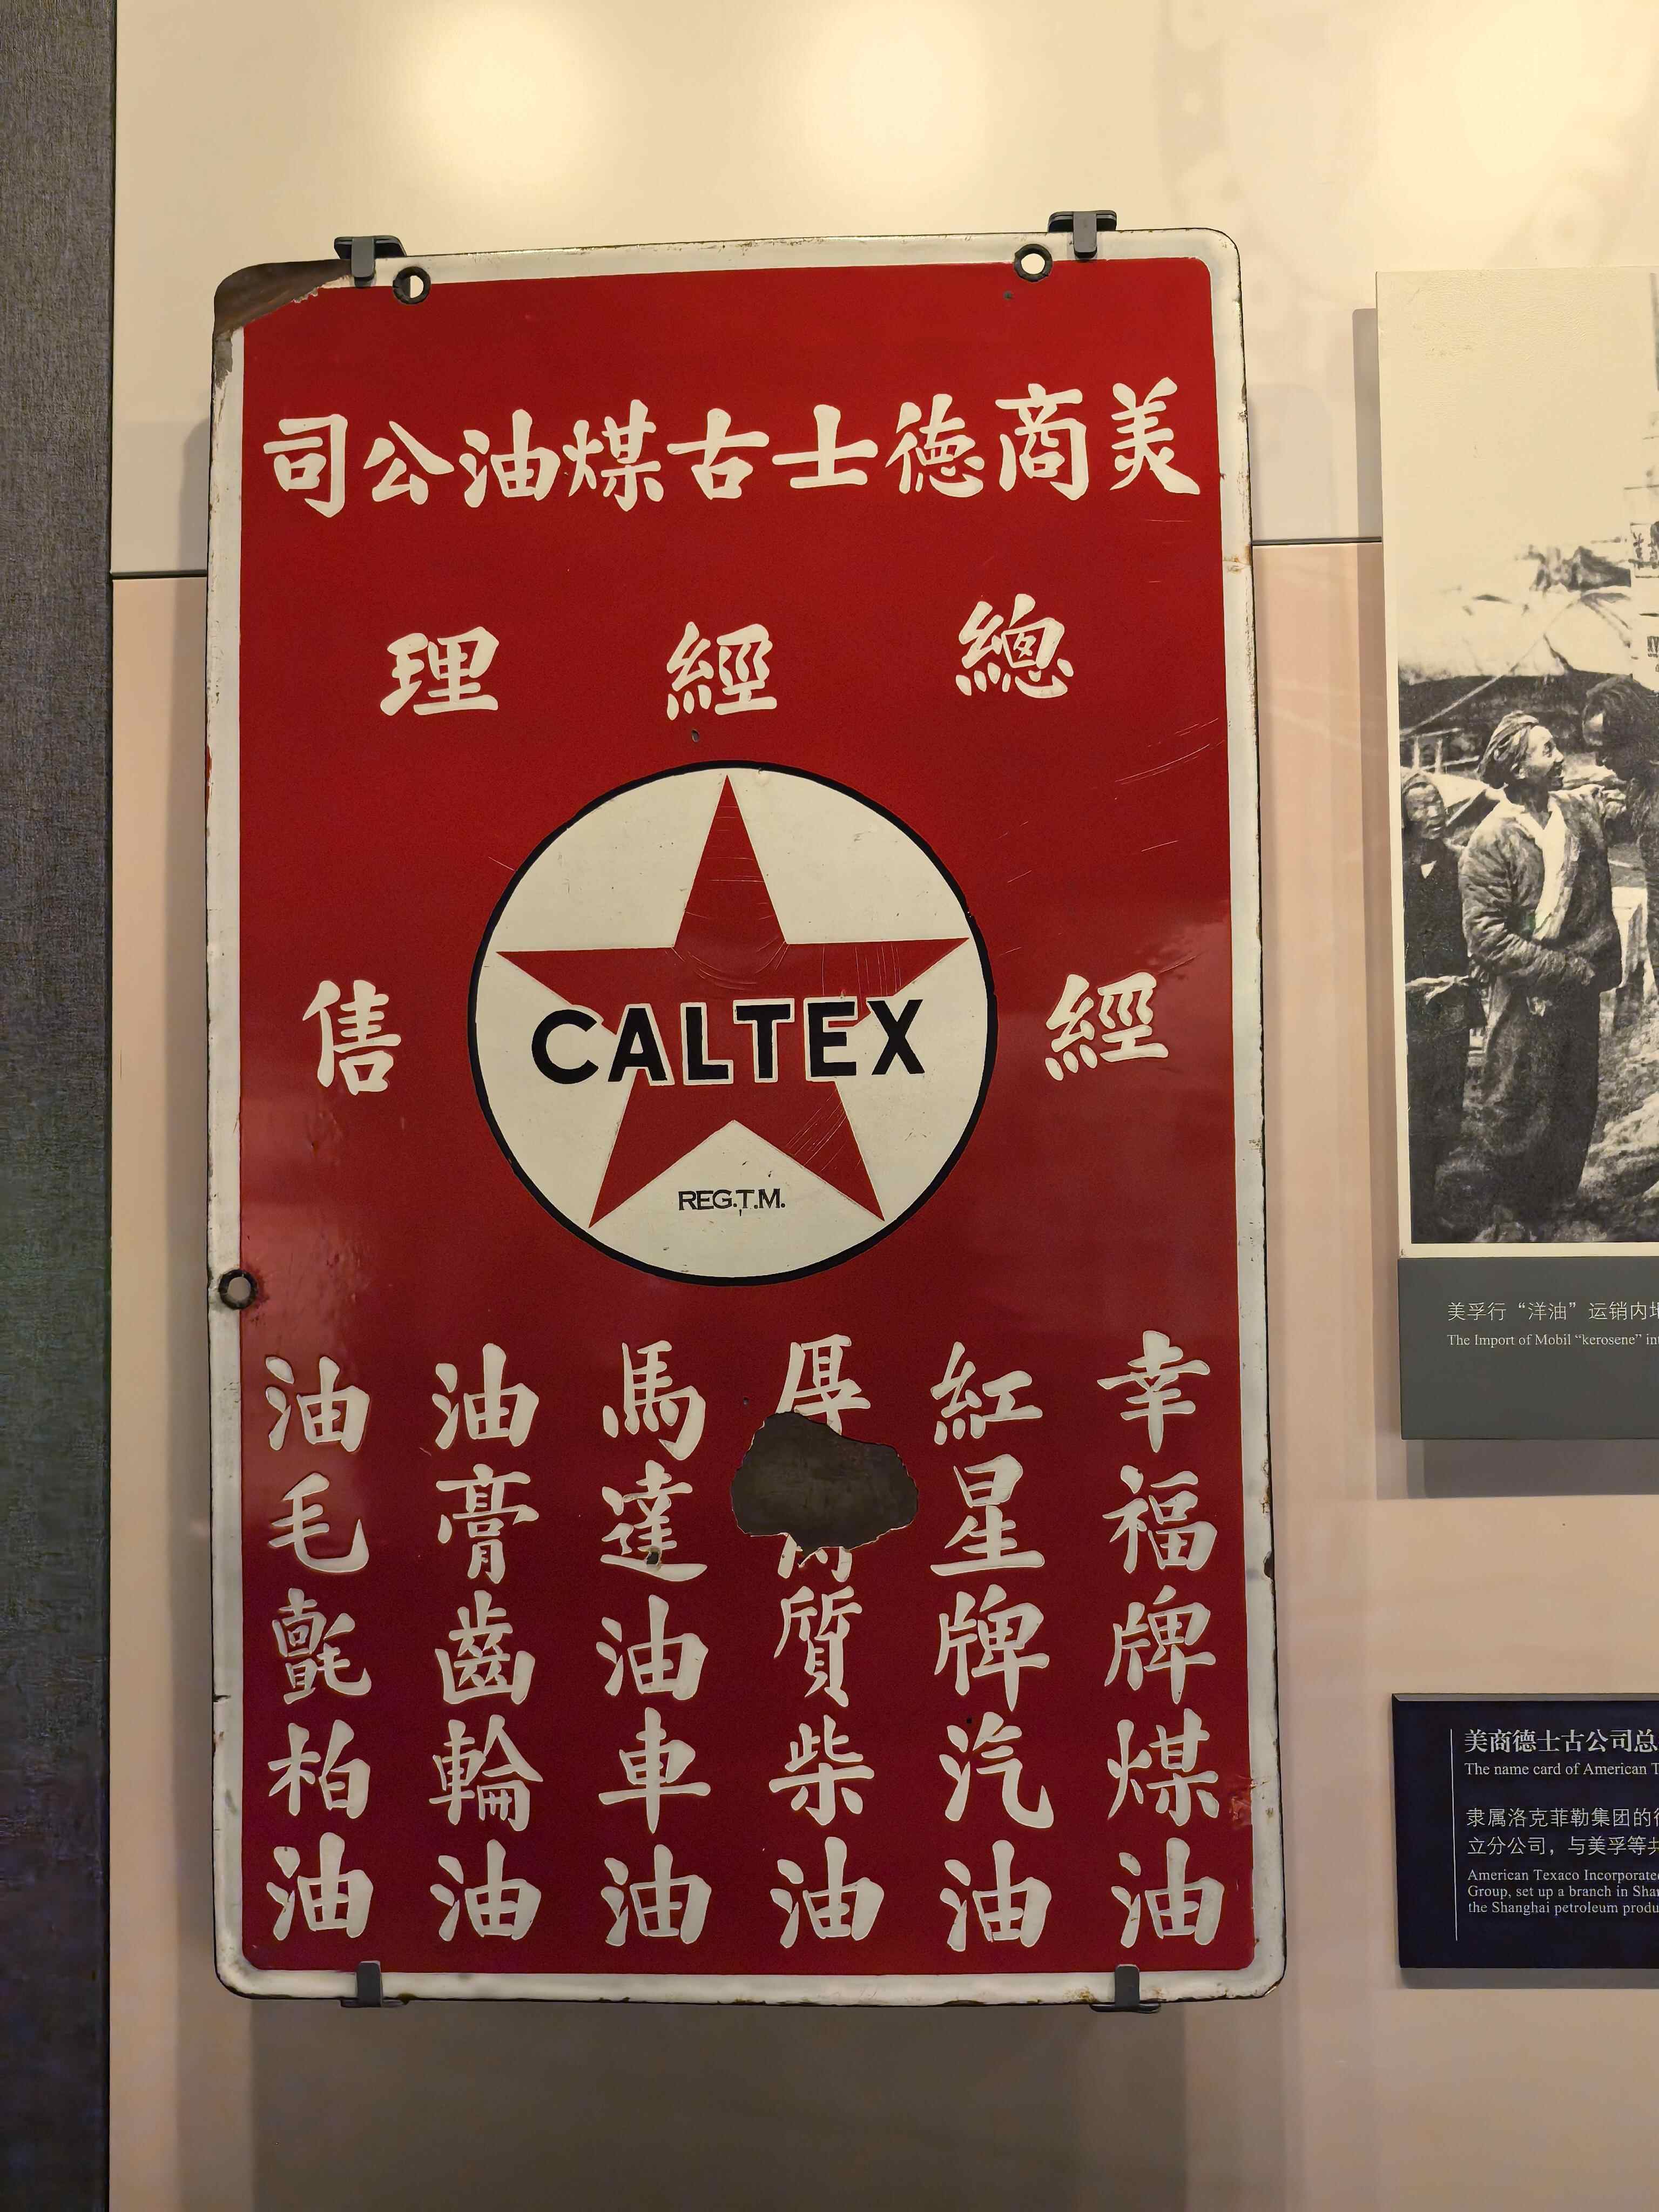 美商德士古煤油公司
總經理
經售
CALTEX
REG.T.M.
幸福牌煤油
紅星牌汽油
厚 質柴油
馬達油車油
油膏齒輪油
油毛氈柏油
美孚行“洋油”运销内地
The Import of Mobil “kerosene”
美商德士古公司总
The name card of American
隶属洛克菲勒集团的
立分公司，与美孚等
American Texaco Incorporated
Group, set up a branch in
the Shanghai petroleum